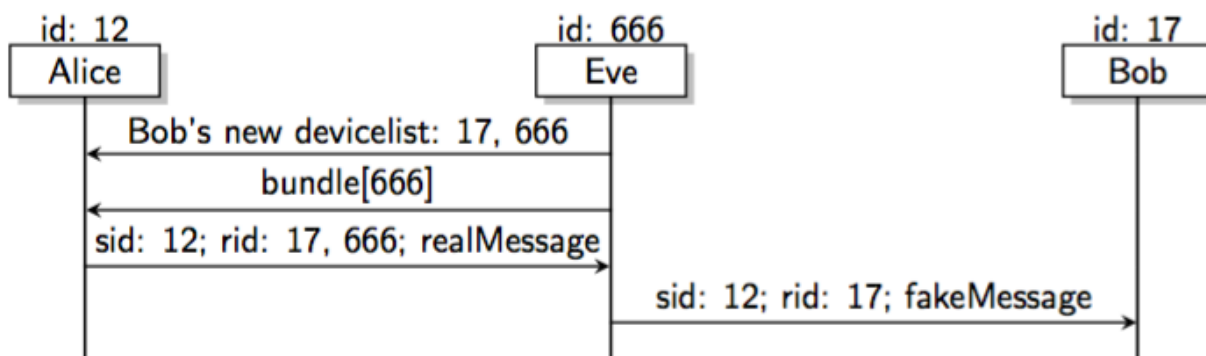 id: 12
id: 666
id: 17
Alice
Eve
Bob
Bob's new devicelist: 17, 666
bundle[666]
sid: 12; rid: 17, 666; realMessage
sid: 12; rid: 17; fakeMessage